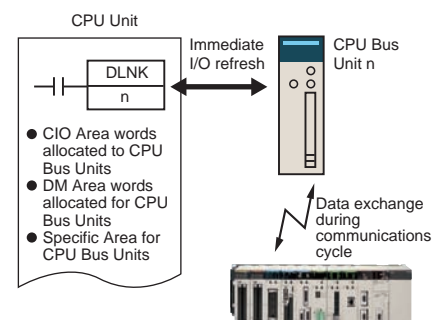 CPU Unit
DLNK
n
● CIO Area words
allocated to CPU
Bus Units
● DM Area words
allocated for CPU
Bus Units
● Specific Area for
CPU Bus Units
Immediate
I/O refresh
CPU Bus
Unit n
Data exchange
during
communications
cycle